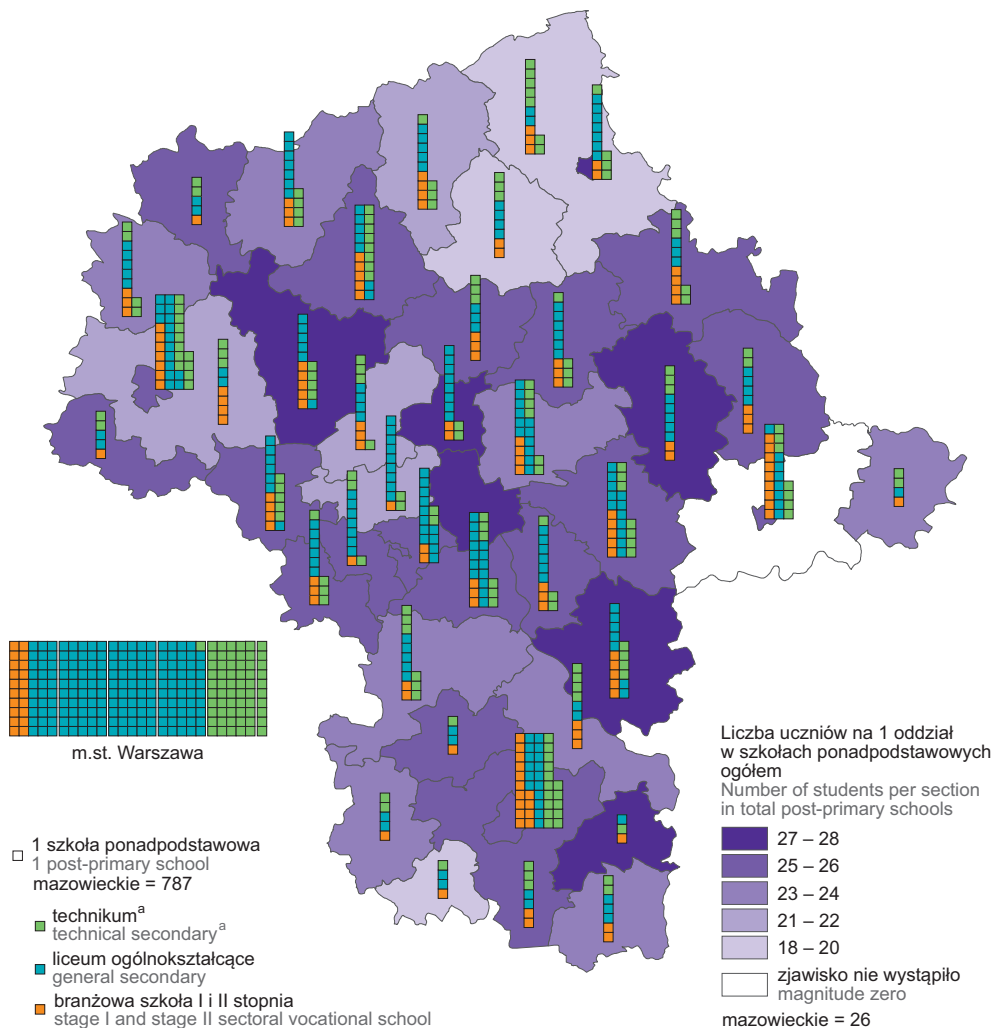 m.st. Warszawa
1 szkoła ponadpodstawowa
1 post-primary school
mazowieckie = 787
technikumᵃ
technical secondaryᵃ
liceum ogólnokształcące
general secondary
branżowa szkoła I i II stopnia
stage I and stage II sectoral vocational school
Liczba uczniów na 1 oddział
w szkołach ponadpodstawowych
ogółem
Number of students per section
in total post-primary schools
27 – 28
25 – 26
23 – 24
21 – 22
18 – 20
zjawisko nie wystąpiło
magnitude zero
mazowieckie = 26